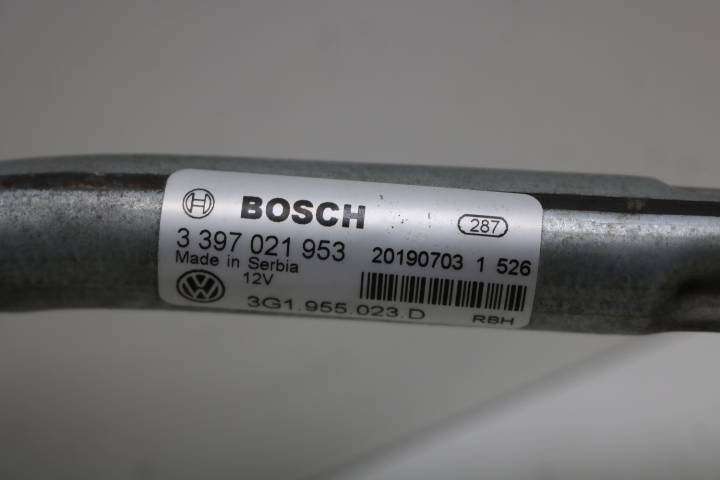 BOSCH
287
3 397 021 953
20190703 1 526
Made in Serbia
12V
3G1.955.023.D
RBH